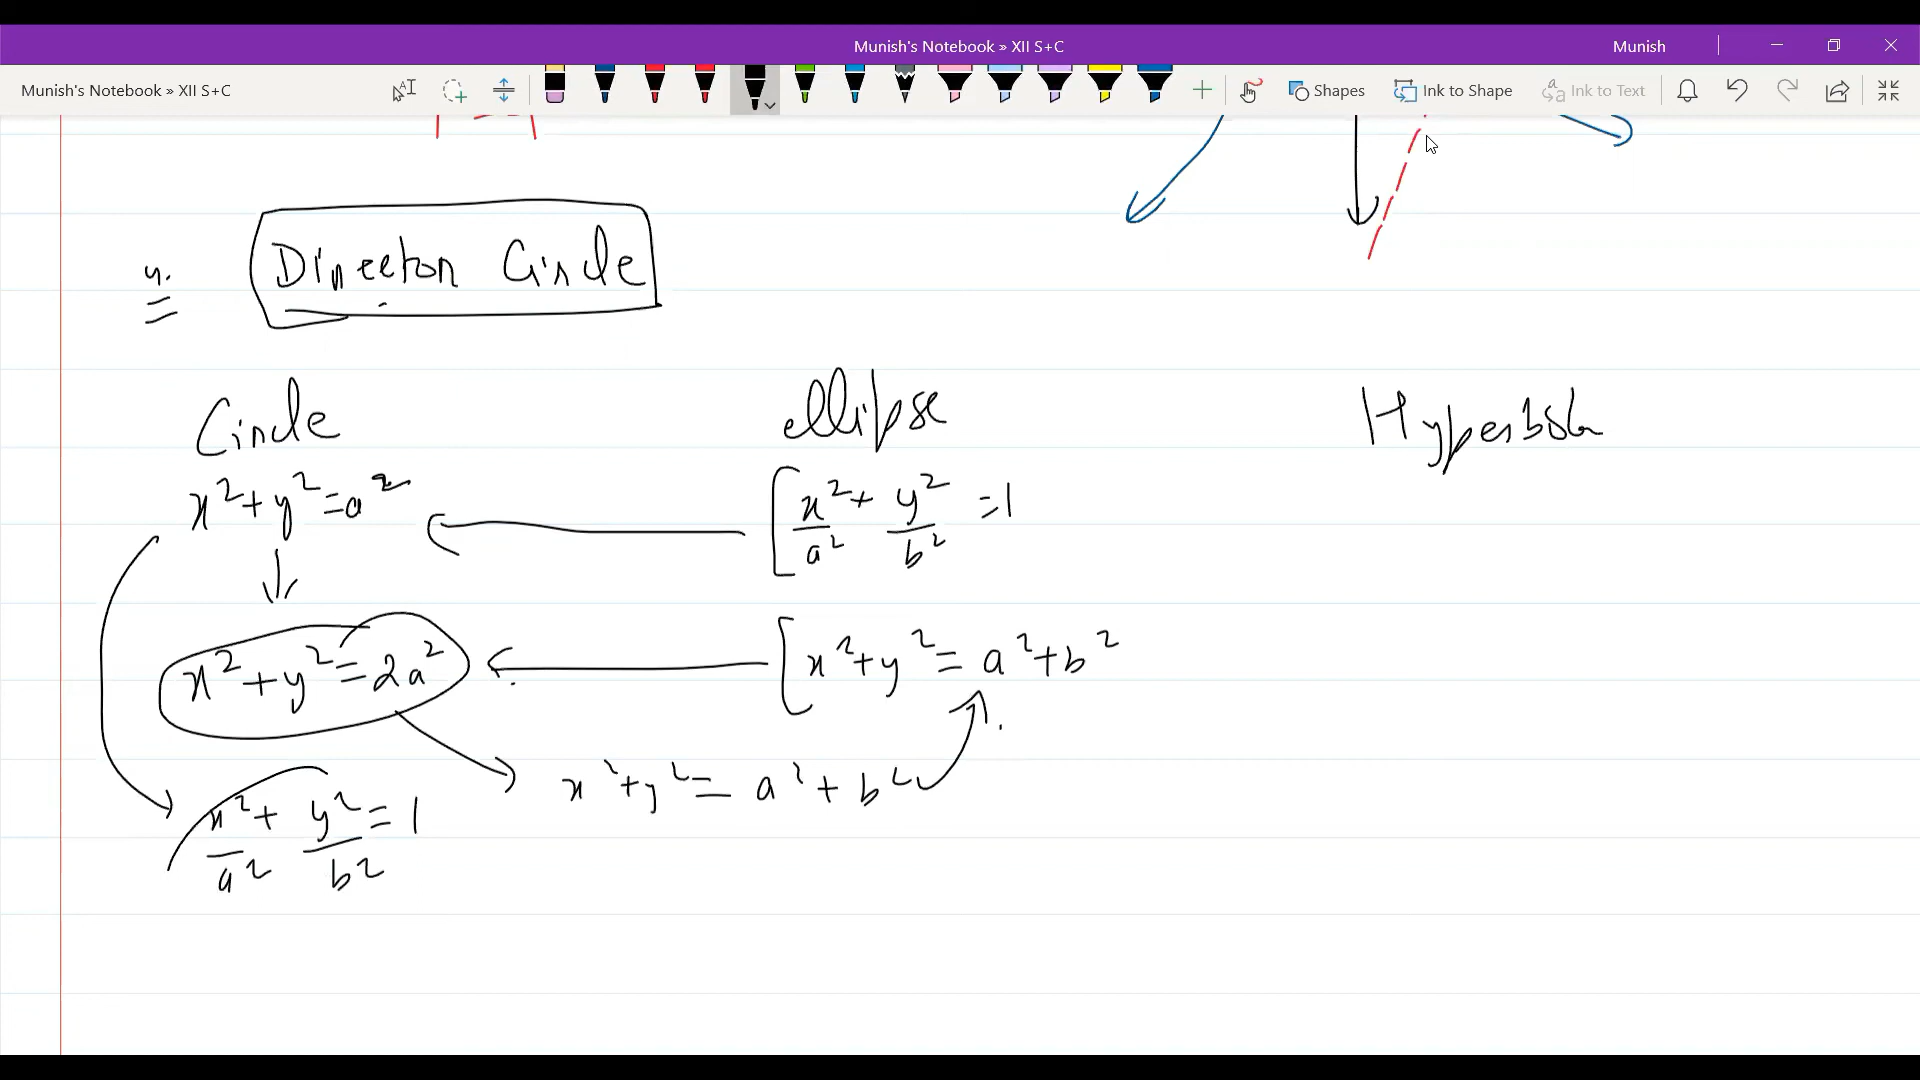 Munish's Notebook » XII S+C
Munish
Munish's Notebook » XII S+C
Shapes
Ink to Shape
Ink to Text
4. Director Circle
Circle
x²+y²=a²
x²+y²=2a²
x²/a² + y²/b² = 1
ellipse
x²/a² + y²/b² = 1
x²+y² = a²+b²
x²+y² = a²+b²
Hyperbola